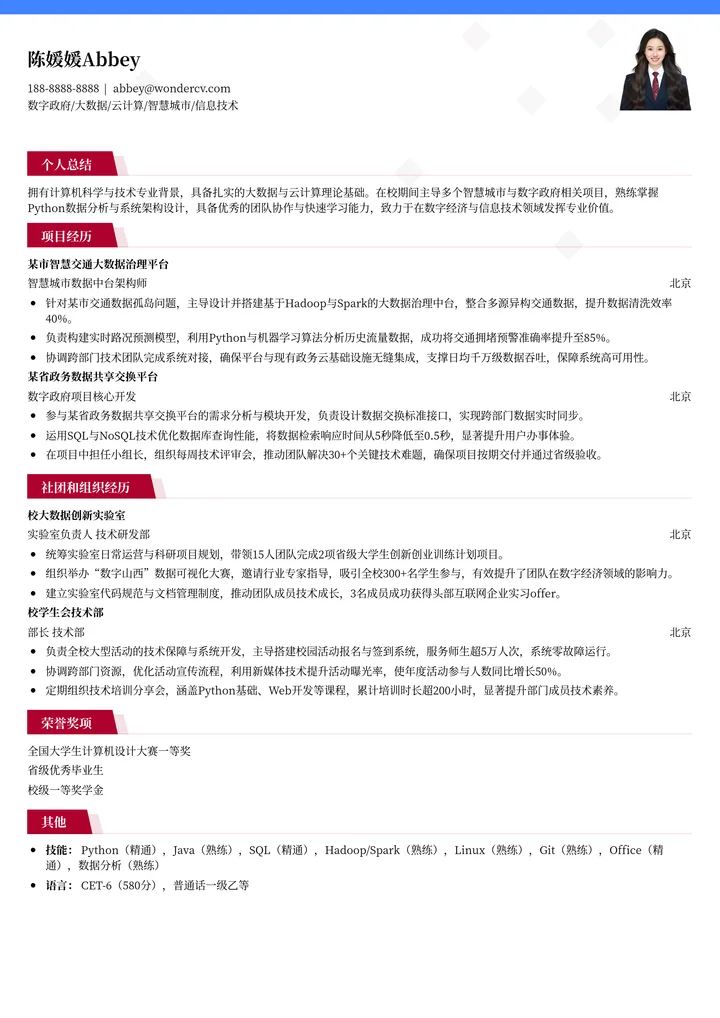 陈媛媛Abbey
188-8888-8888 | abbey@wondercv.com
数字政府/大数据/云计算/智慧城市/信息技术
个人总结
拥有计算机科学与技术专业背景，具备扎实的大数据与云计算理论基础。在校期间主导多个智慧城市与数字政府相关项目，熟练掌握
Python数据分析与系统架构设计，具备优秀的团队协作与快速学习能力，致力于在数字经济与信息技术领域发挥专业价值。
项目经历
某市智慧交通大数据治理平台
智慧城市数据中台架构师 北京
• 针对某市交通数据孤岛问题，主导设计并搭建基于Hadoop与Spark的大数据治理中台，整合多源异构交通数据，提升数据清洗效率
40%。
• 负责构建实时路况预测模型，利用Python与机器学习算法分析历史流量数据，成功将交通拥堵预警准确率提升至85%。
• 协调跨部门技术团队完成系统对接，确保平台与现有政务云基础设施无缝集成，支撑日均千万级数据吞吐，保障系统高可用性。
某省政务数据共享交换平台
数字政府项目核心开发 北京
• 参与某省政务数据共享交换平台的需求分析与模块开发，负责设计数据交换标准接口，实现跨部门数据实时同步。
• 运用SQL与NoSQL技术优化数据库查询性能，将数据检索响应时间从5秒降低至0.5秒，显著提升用户办事体验。
• 在项目中担任小组长，组织每周技术评审会，推动团队解决30+个关键技术难题，确保项目按期交付并通过省级验收。
社团和组织经历
校大数据创新实验室
实验室负责人 技术研发部 北京
• 统筹实验室日常运营与科研项目规划，带领15人团队完成2项省级大学生创新创业训练计划项目。
• 组织举办“数字山西”数据可视化大赛，邀请行业专家指导，吸引全校300+名学生参与，有效提升了团队在数字经济领域的影响力。
• 建立实验室代码规范与文档管理制度，推动团队成员技术成长，3名成员成功获得头部互联网企业实习offer。
校学生会技术部
部长 技术部 北京
• 负责全校大型活动的技术保障与系统开发，主导搭建校园活动报名与签到系统，服务师生超5万人次，系统零故障运行。
• 协调跨部门资源，优化活动宣传流程，利用新媒体技术提升活动曝光率，使年度活动参与人数同比增长50%。
• 定期组织技术培训分享会，涵盖Python基础、Web开发等课程，累计培训时长超200小时，显著提升部门成员技术素养。
荣誉奖项
全国大学生计算机设计大赛一等奖
省级优秀毕业生
校级一等奖学金
其他
• 技能： Python（精通）, Java（熟练）, SQL（精通）, Hadoop/Spark（熟练）, Linux（熟练）, Git（熟练）, Office（精
通）, 数据分析（熟练）
• 语言： CET-6（580分）, 普通话一级乙等